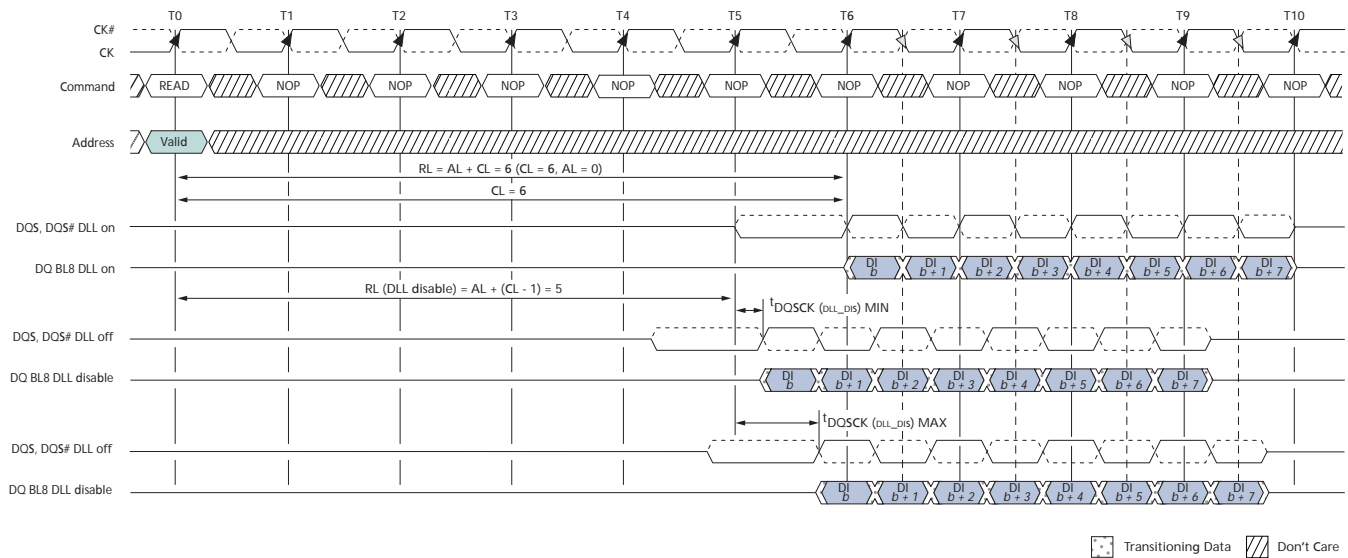 T0 T1 T2 T3 T4 T5 T6 T7 T8 T9 T10
CK#
CK
Command READ NOP NOP NOP NOP NOP NOP NOP NOP NOP NOP
Address Valid
RL = AL + CL = 6 (CL = 6, AL = 0)
CL = 6
DQS, DQS# DLL on
DQ BL8 DLL on DI b DI b + 1 DI b + 2 DI b + 3 DI b + 4 DI b + 5 DI b + 6 DI b + 7
RL (DLL disable) = AL + (CL - 1) = 5
tDQSCK (DLL_DIS) MIN
DQS, DQS# DLL off
DQ BL8 DLL disable DI b DI b + 1 DI b + 2 DI b + 3 DI b + 4 DI b + 5 DI b + 6 DI b + 7
tDQSCK (DLL_DIS) MAX
DQS, DQS# DLL off
DQ BL8 DLL disable DI b DI b + 1 DI b + 2 DI b + 3 DI b + 4 DI b + 5 DI b + 6 DI b + 7
Transitioning Data Don't Care